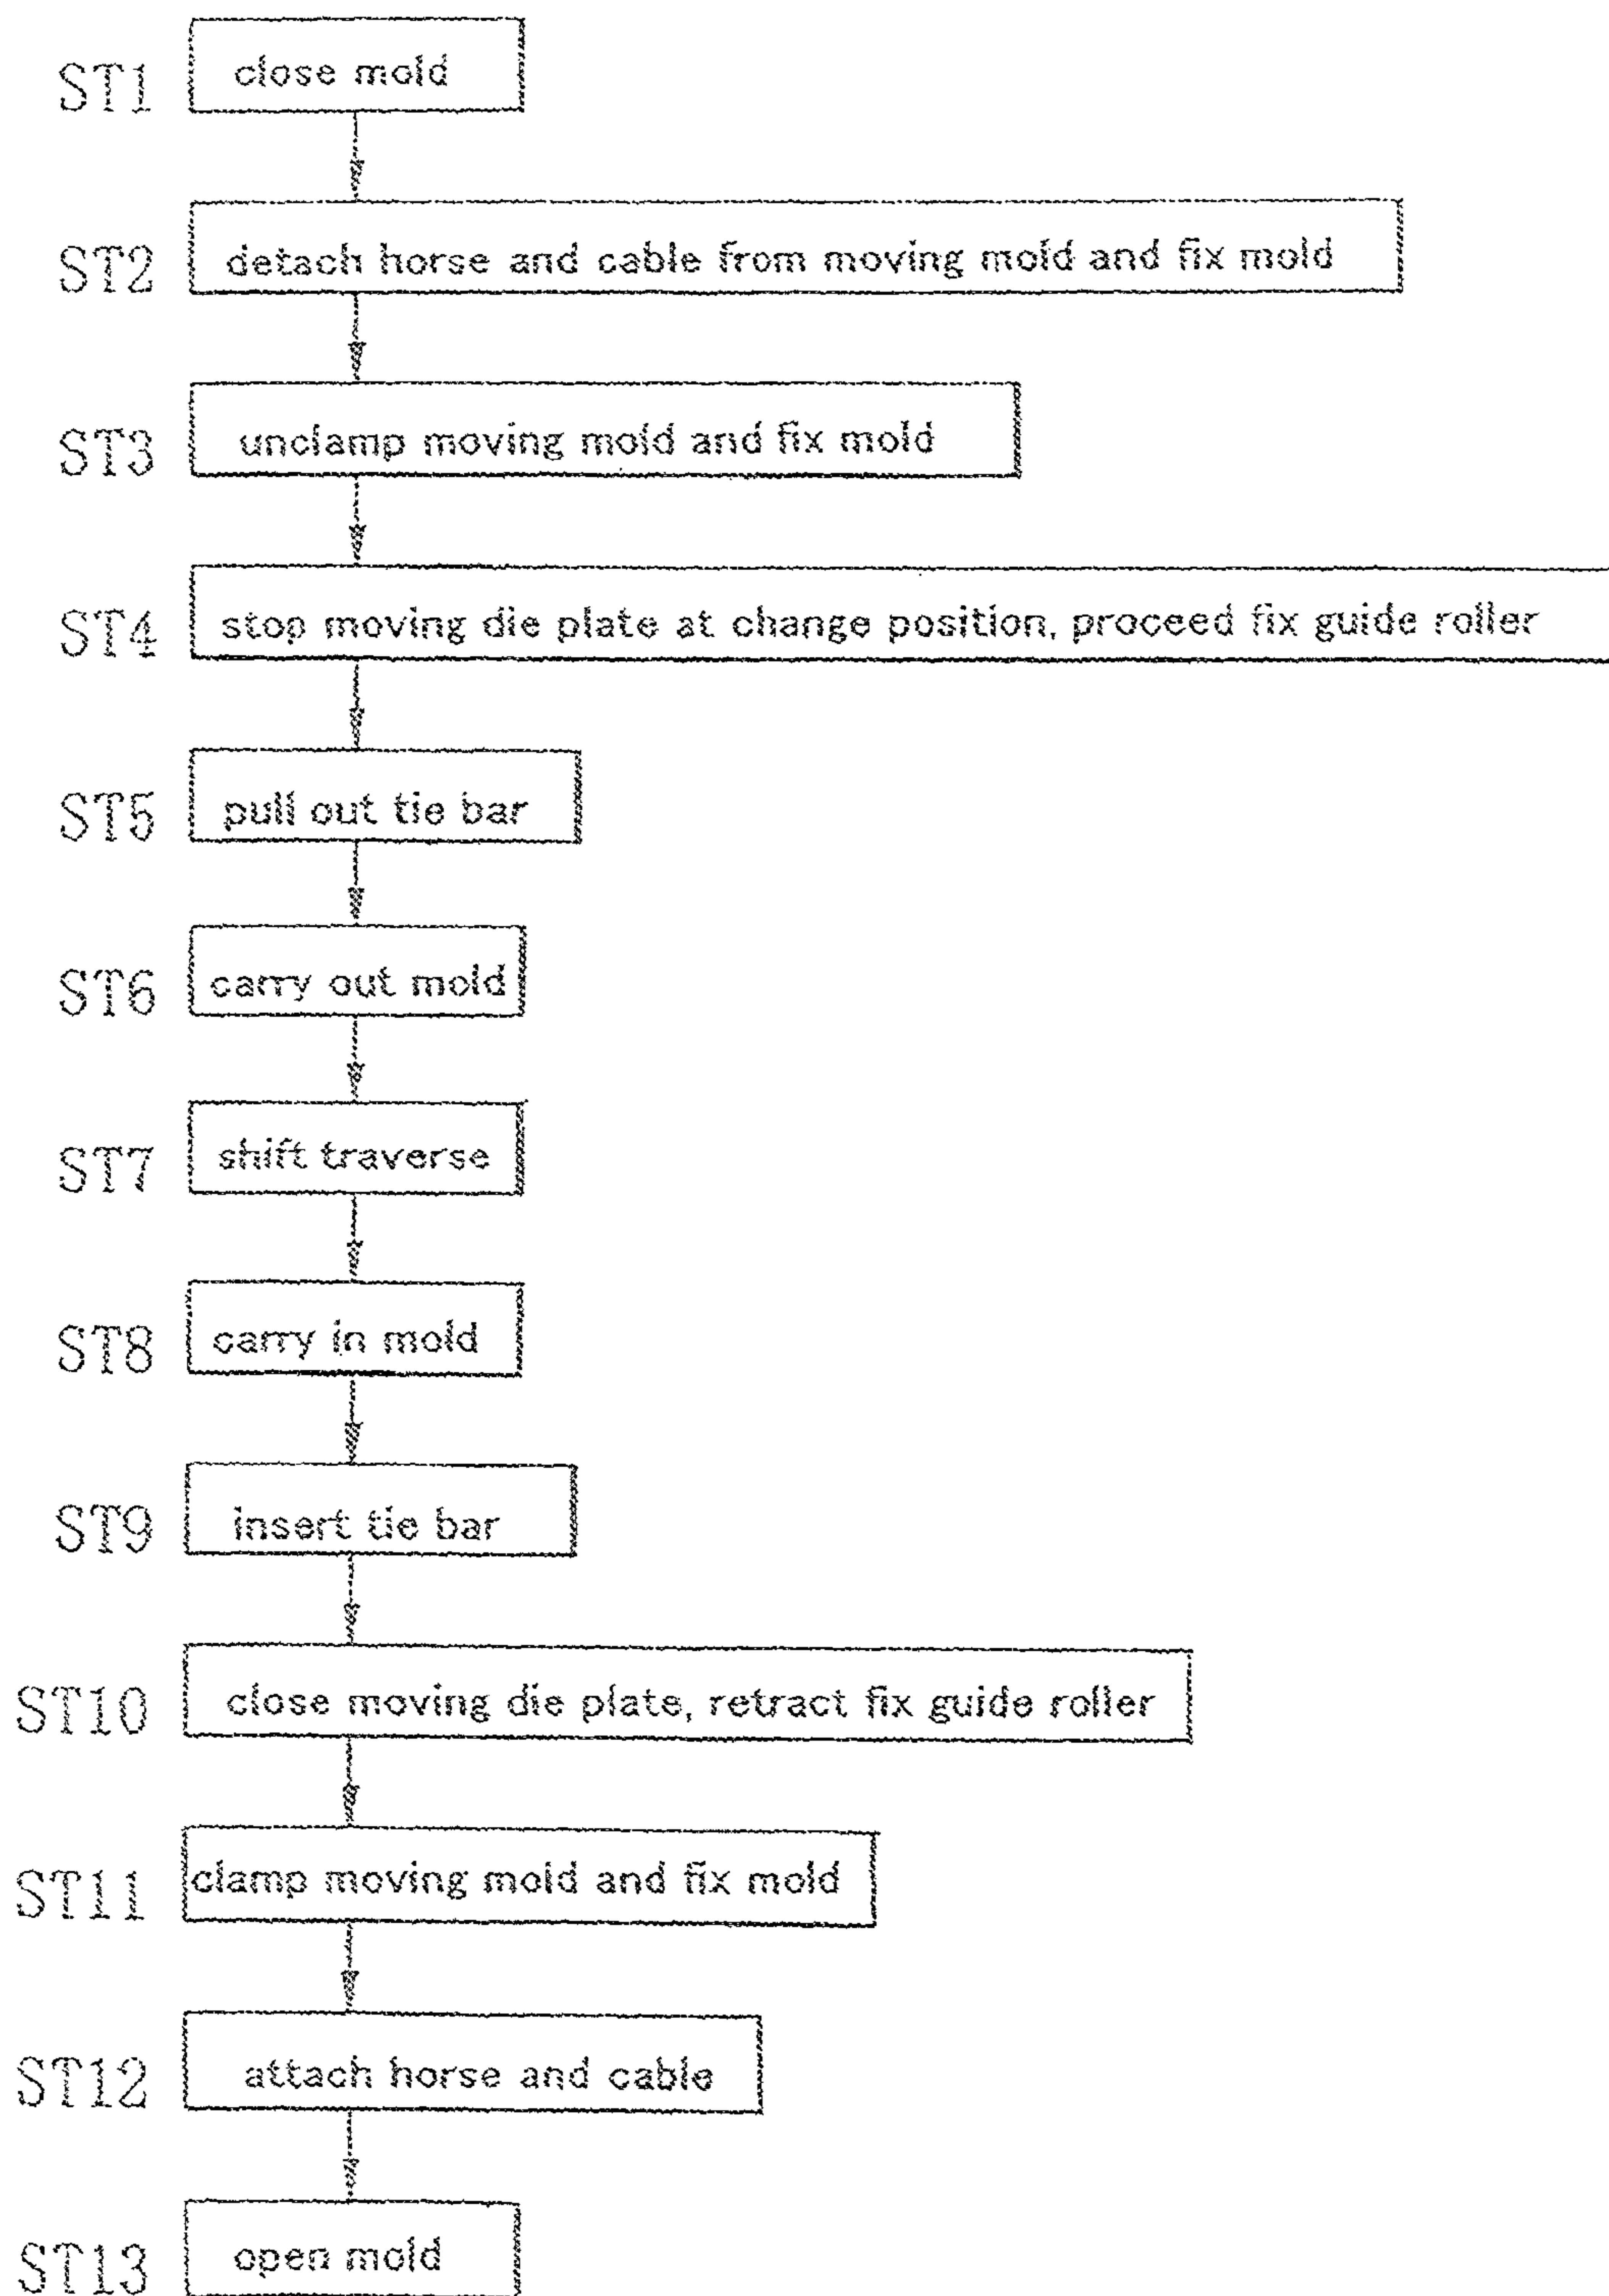 ST1 close mold
ST2 detach horse and cable from moving mold and fix mold
ST3 unclamp moving mold and fix mold
ST4 stop moving die plate at change position, proceed fix guide roller
ST5 pull out tie bar
ST6 carry out mold
ST7 shift traverse
ST8 carry in mold
ST9 insert tie bar
ST10 close moving die plate, retract fix guide roller
ST11 clamp moving mold and fix mold
ST12 attach horse and cable
ST13 open mold